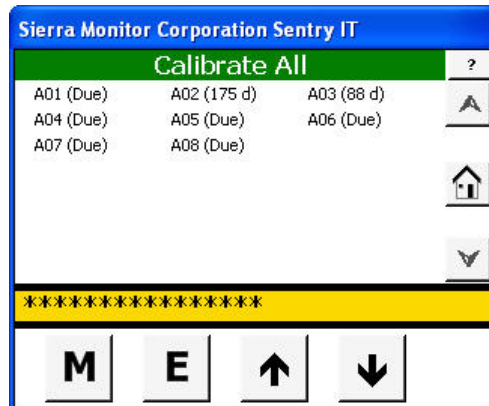 Sierra Monitor Corporation Sentry IT
Calibrate All
?
A01 (Due) A02 (175 d) A03 (88 d)
A04 (Due) A05 (Due) A06 (Due)
A07 (Due) A08 (Due)
****************
M E